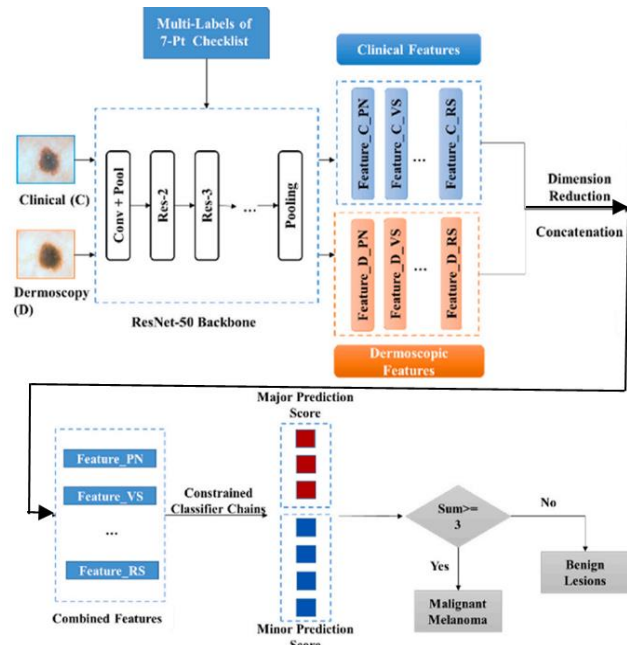 Multi-Labels of
7-Pt Checklist
Clinical Features
Clinical (C)
Dermoscopy
(D)
Conv + Pool
Res-2
Res-3
...
Pooling
ResNet-50 Backbone
Feature_C_PN
Feature_C_VS
...
Feature_C_RS
Feature_D_PN
Feature_D_VS
...
Feature_D_RS
Dermoscopic
Features
Dimension
Reduction
Concatenation
Feature_PN
Feature_VS
...
Feature_RS
Combined Features
Constrained
Classifier Chains
Major Prediction
Score
Minor Prediction
Score
Sum>=
3
No
Yes
Benign
Lesions
Malignant
Melanoma